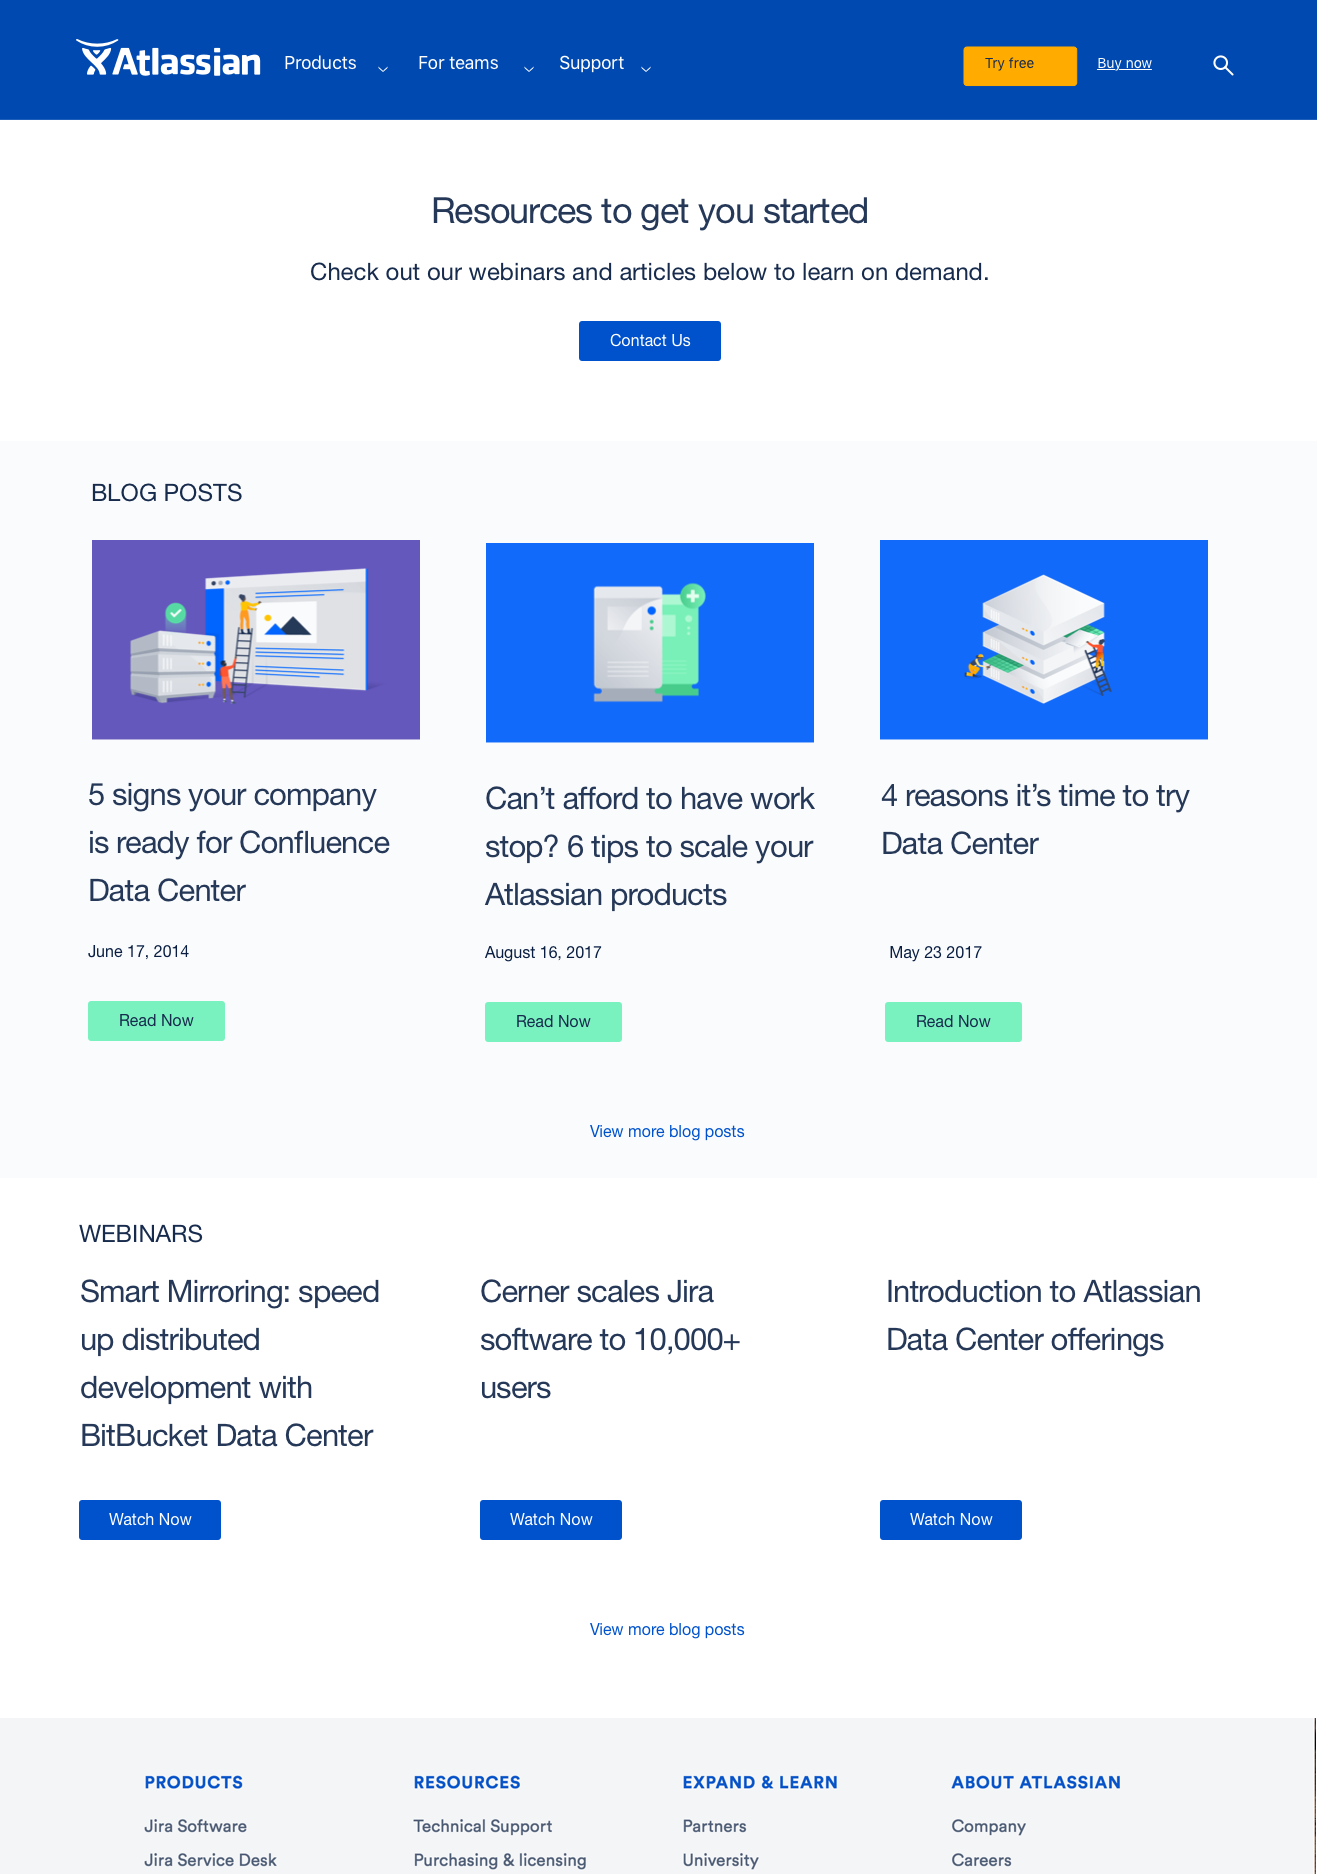 Atlassian
Products
For teams
Support
Try free
Buy now
Resources to get you started
Check out our webinars and articles below to learn on demand.
Contact Us
BLOG POSTS
5 signs your company
is ready for Confluence
Data Center
June 17, 2014
Read Now
Can’t afford to have work
stop? 6 tips to scale your
Atlassian products
August 16, 2017
Read Now
4 reasons it’s time to try
Data Center
May 23 2017
Read Now
View more blog posts
WEBINARS
Smart Mirroring: speed
up distributed
development with
BitBucket Data Center
Watch Now
Cerner scales Jira
software to 10,000+
users
Watch Now
Introduction to Atlassian
Data Center offerings
Watch Now
View more blog posts
PRODUCTS
Jira Software
Jira Service Desk
RESOURCES
Technical Support
Purchasing & licensing
EXPAND & LEARN
Partners
University
ABOUT ATLASSIAN
Company
Careers